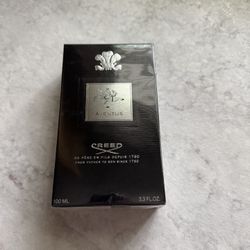 AVENTUS
CREED
DE PÈRE EN FILS DEPUIS 1760
FROM FATHER TO SON SINCE 1760
100 ML
3.3 FL.OZ.